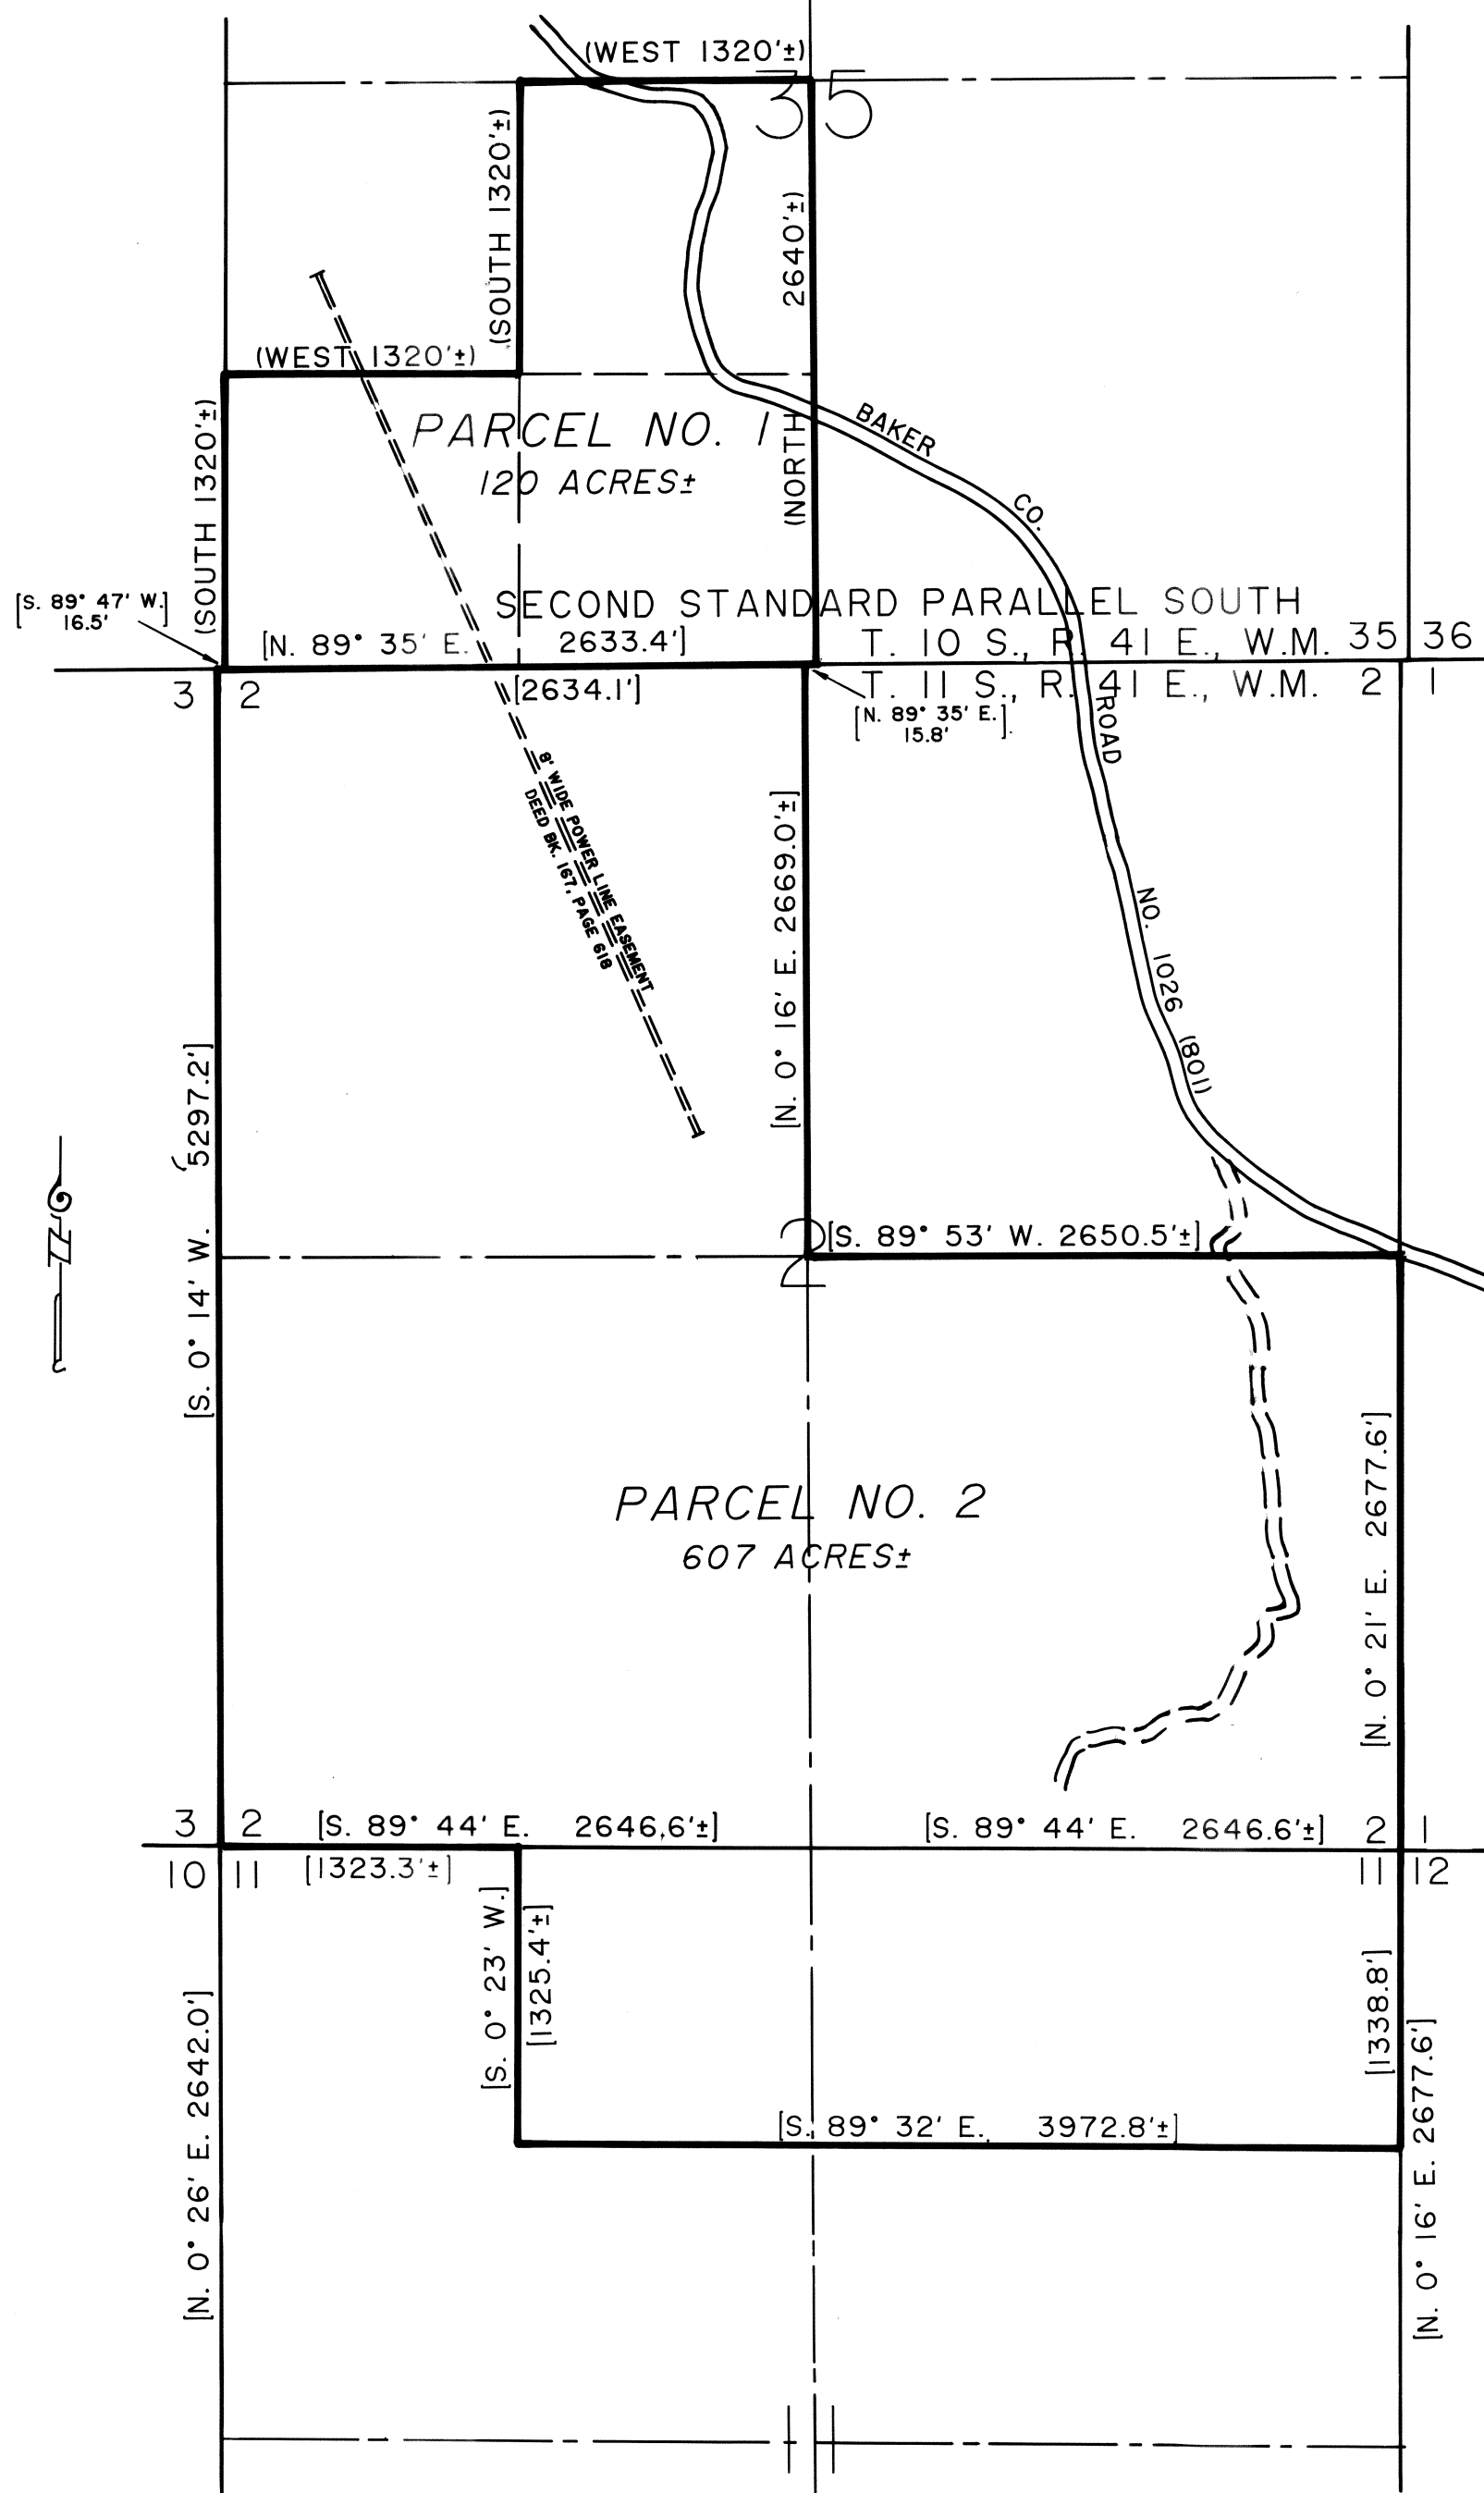 (WEST 1320'±)
35
(SOUTH 1320'±)
(NORTH 2640'±)
(WEST 1320'±)
PARCEL NO. 1
120 ACRES±
(SOUTH 1320'±)
BAKER CO. ROAD NO. 1026 (801)
[S. 89° 47' W.]
16.5'
SECOND STANDARD PARALLEL SOUTH
[N. 89° 35' E. 2633.4']
T. 10 S., R. 41 E., W.M. 35 36
3 2
[2634.1']
T. 11 S., R. 41 E., W.M. 2 1
[N. 89° 35' E.]
15.8'
8' WIDE POWER LINE EASEMENT
DEED BK. 167, PAGE 618
[N. 0° 16' E. 2669.0'±]
[S. 0° 14' W. 5297.2']
N
2
[S. 89° 53' W. 2650.5'±]
PARCEL NO. 2
607 ACRES±
[N. 0° 21' E. 2677.6']
3 2
[S. 89° 44' E. 2646.6'±]
[S. 89° 44' E. 2646.6'±]
2 1
10 11
[1323.3'±]
11 12
[S. 0° 23' W.]
[1325.4'±]
[1338.8']
[N. 0° 26' E. 2642.0']
[S. 89° 32' E. 3972.8'±]
[N. 0° 16' E. 2677.6']
11